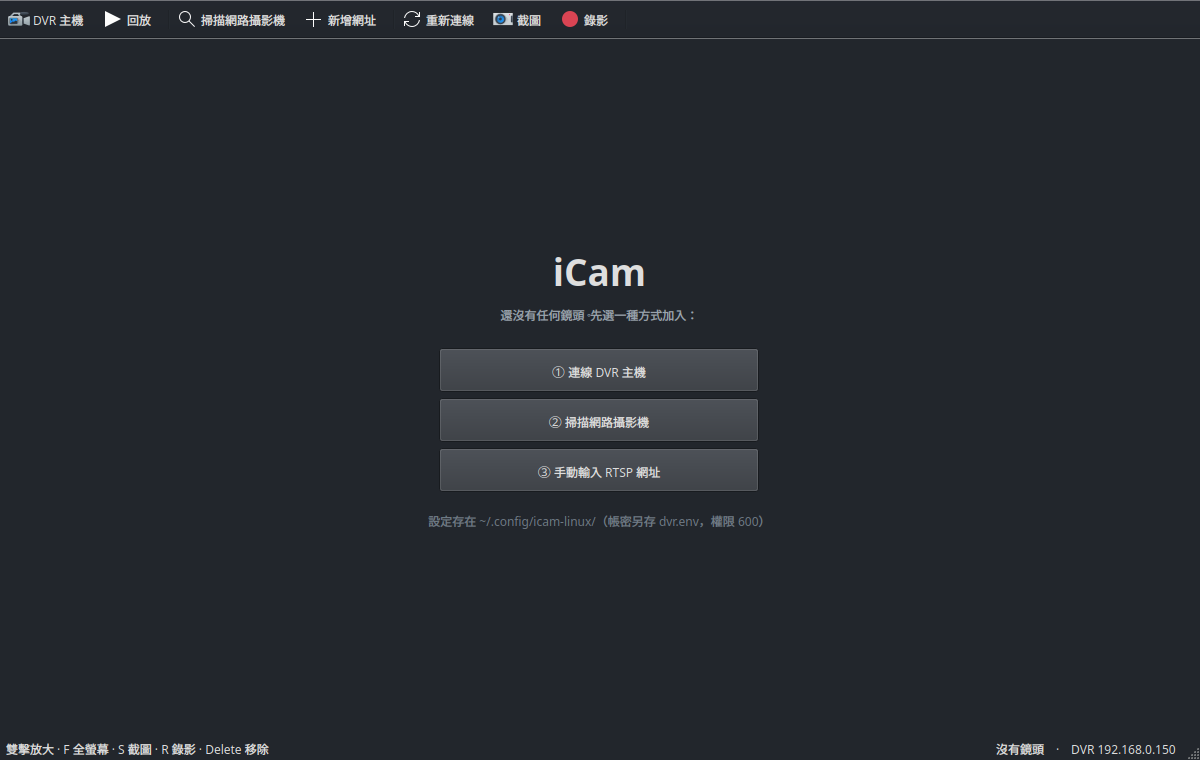 DVR 主機 回放 掃描網路攝影機 新增網址 重新連線 截圖 錄影
iCam
還沒有任何鏡頭 · 先選一種方式加入：
① 連線 DVR 主機
② 掃描網路攝影機
③ 手動輸入 RTSP 網址
設定存在 ~/.config/icam-linux/（帳密另存 dvr.env，權限 600）
雙擊放大 · F 全螢幕 · S 截圖 · R 錄影 · Delete 移除 沒有鏡頭 · DVR 192.168.0.150